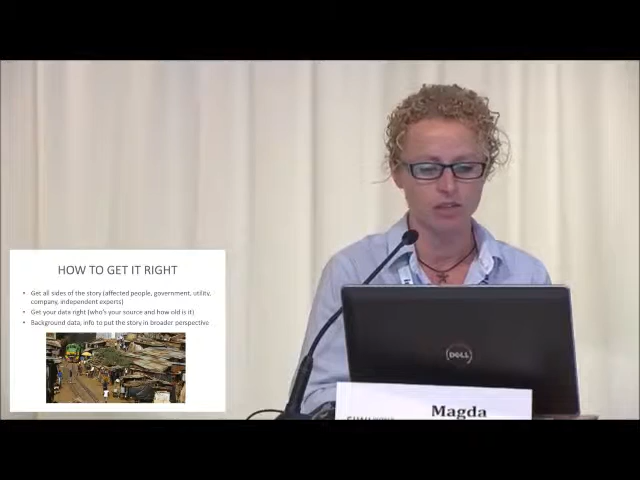 HOW TO GET IT RIGHT
• Get all sides of the story (affected people, government, utility,
company, independent experts)
• Get your data right (who's your source and how old is it)
• Background data, info to put the story in broader perspective
DELL
Magda